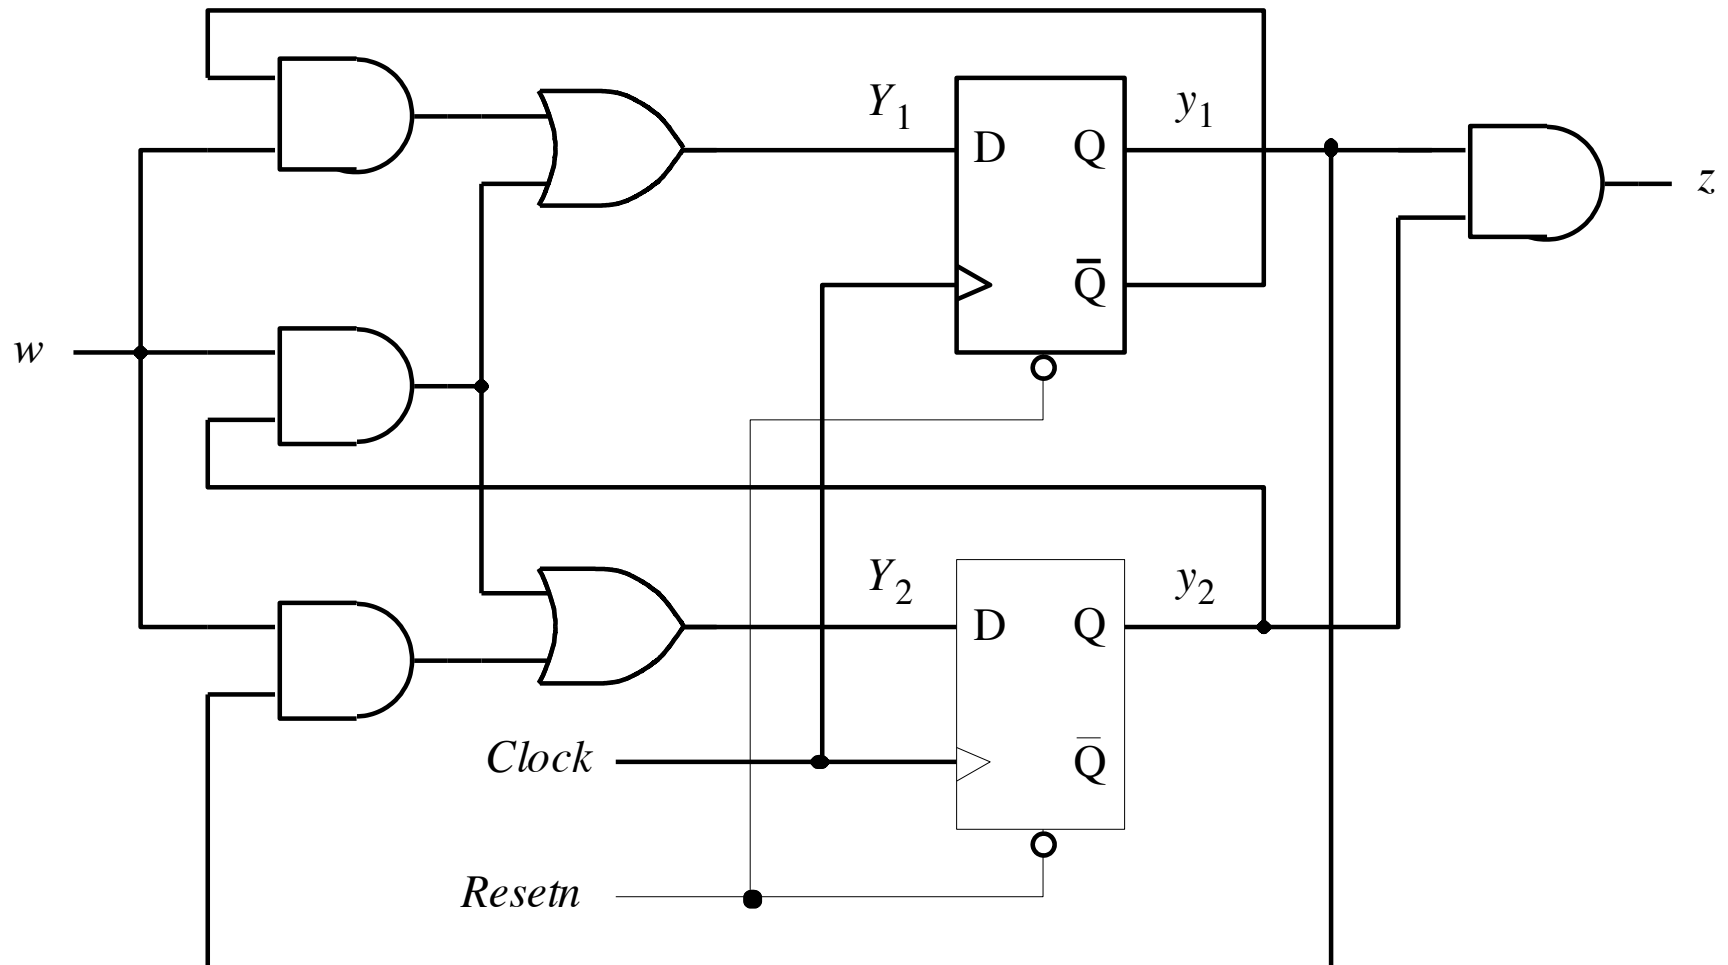 Y1 y1
D Q
z
Q̅
w
Y2 y2
D Q
Clock Q̅
Resetn